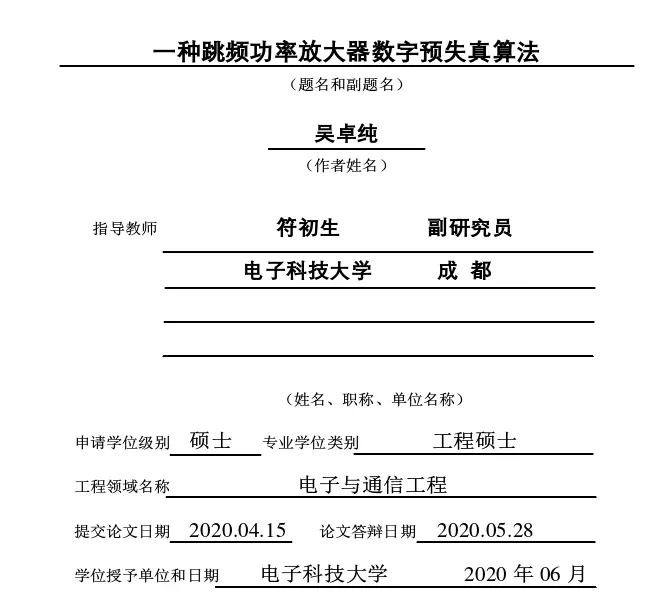 一种跳频功率放大器数字预失真算法
（题名和副题名）
吴卓纯
（作者姓名）
指导教师 符初生 副研究员
电子科技大学 成 都
（姓名、职称、单位名称）
申请学位级别 硕士 专业学位类别 工程硕士
工程领域名称 电子与通信工程
提交论文日期 2020.04.15 论文答辩日期 2020.05.28
学位授予单位和日期 电子科技大学 2020 年 06 月